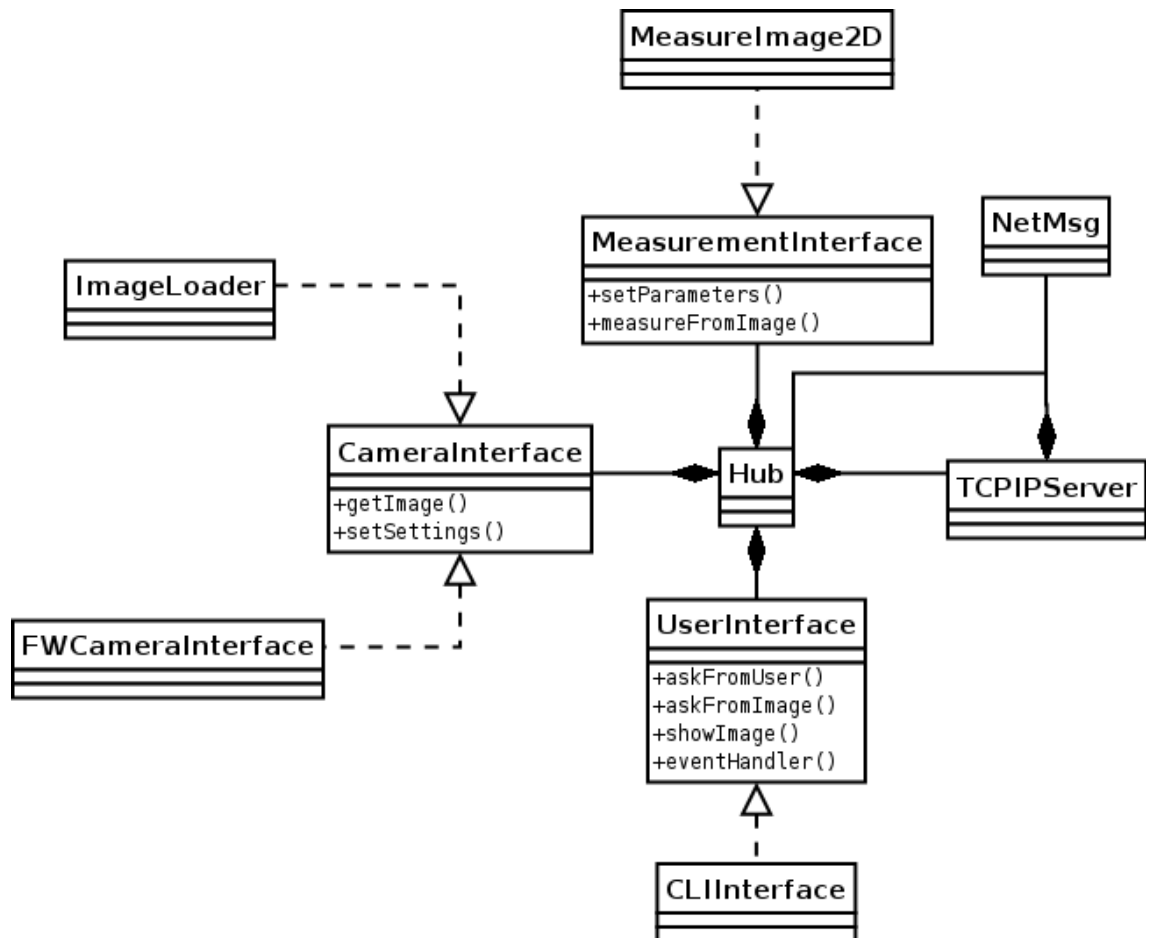 MeasureImage2D
NetMsg
MeasurementInterface
+setParameters()
+measureFromImage()
ImageLoader
CameraInterface
+getImage()
+setSettings()
Hub
TCPIPServer
FWCameraInterface
UserInterface
+askFromUser()
+askFromImage()
+showImage()
+eventHandler()
CLIInterface